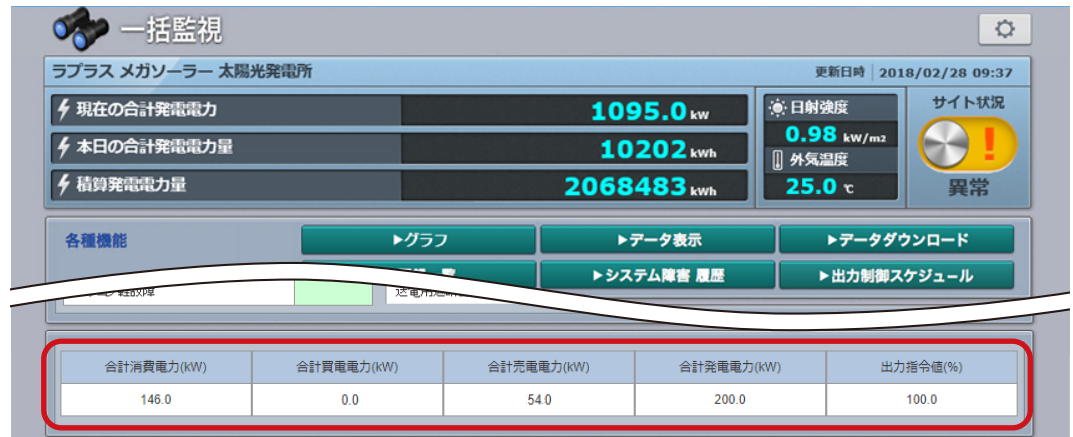 一括監視
ラプラス メガソーラー 太陽光発電所
更新日時 2018/02/28 09:37
現在の合計発電電力 1095.0 kW
本日の合計発電電力量 10202 kWh
積算発電電力量 2068483 kWh
日射強度
0.98 kW/m2
外気温度
25.0 ℃
サイト状況
!
異常
各種機能
▶グラフ ▶データ表示 ▶データダウンロード
▶システム障害 履歴 ▶出力制御スケジュール
合計消費電力(kW) 合計買電電力(kW) 合計売電電力(kW) 合計発電電力(kW) 出力指令値(%)
146.0 0.0 54.0 200.0 100.0